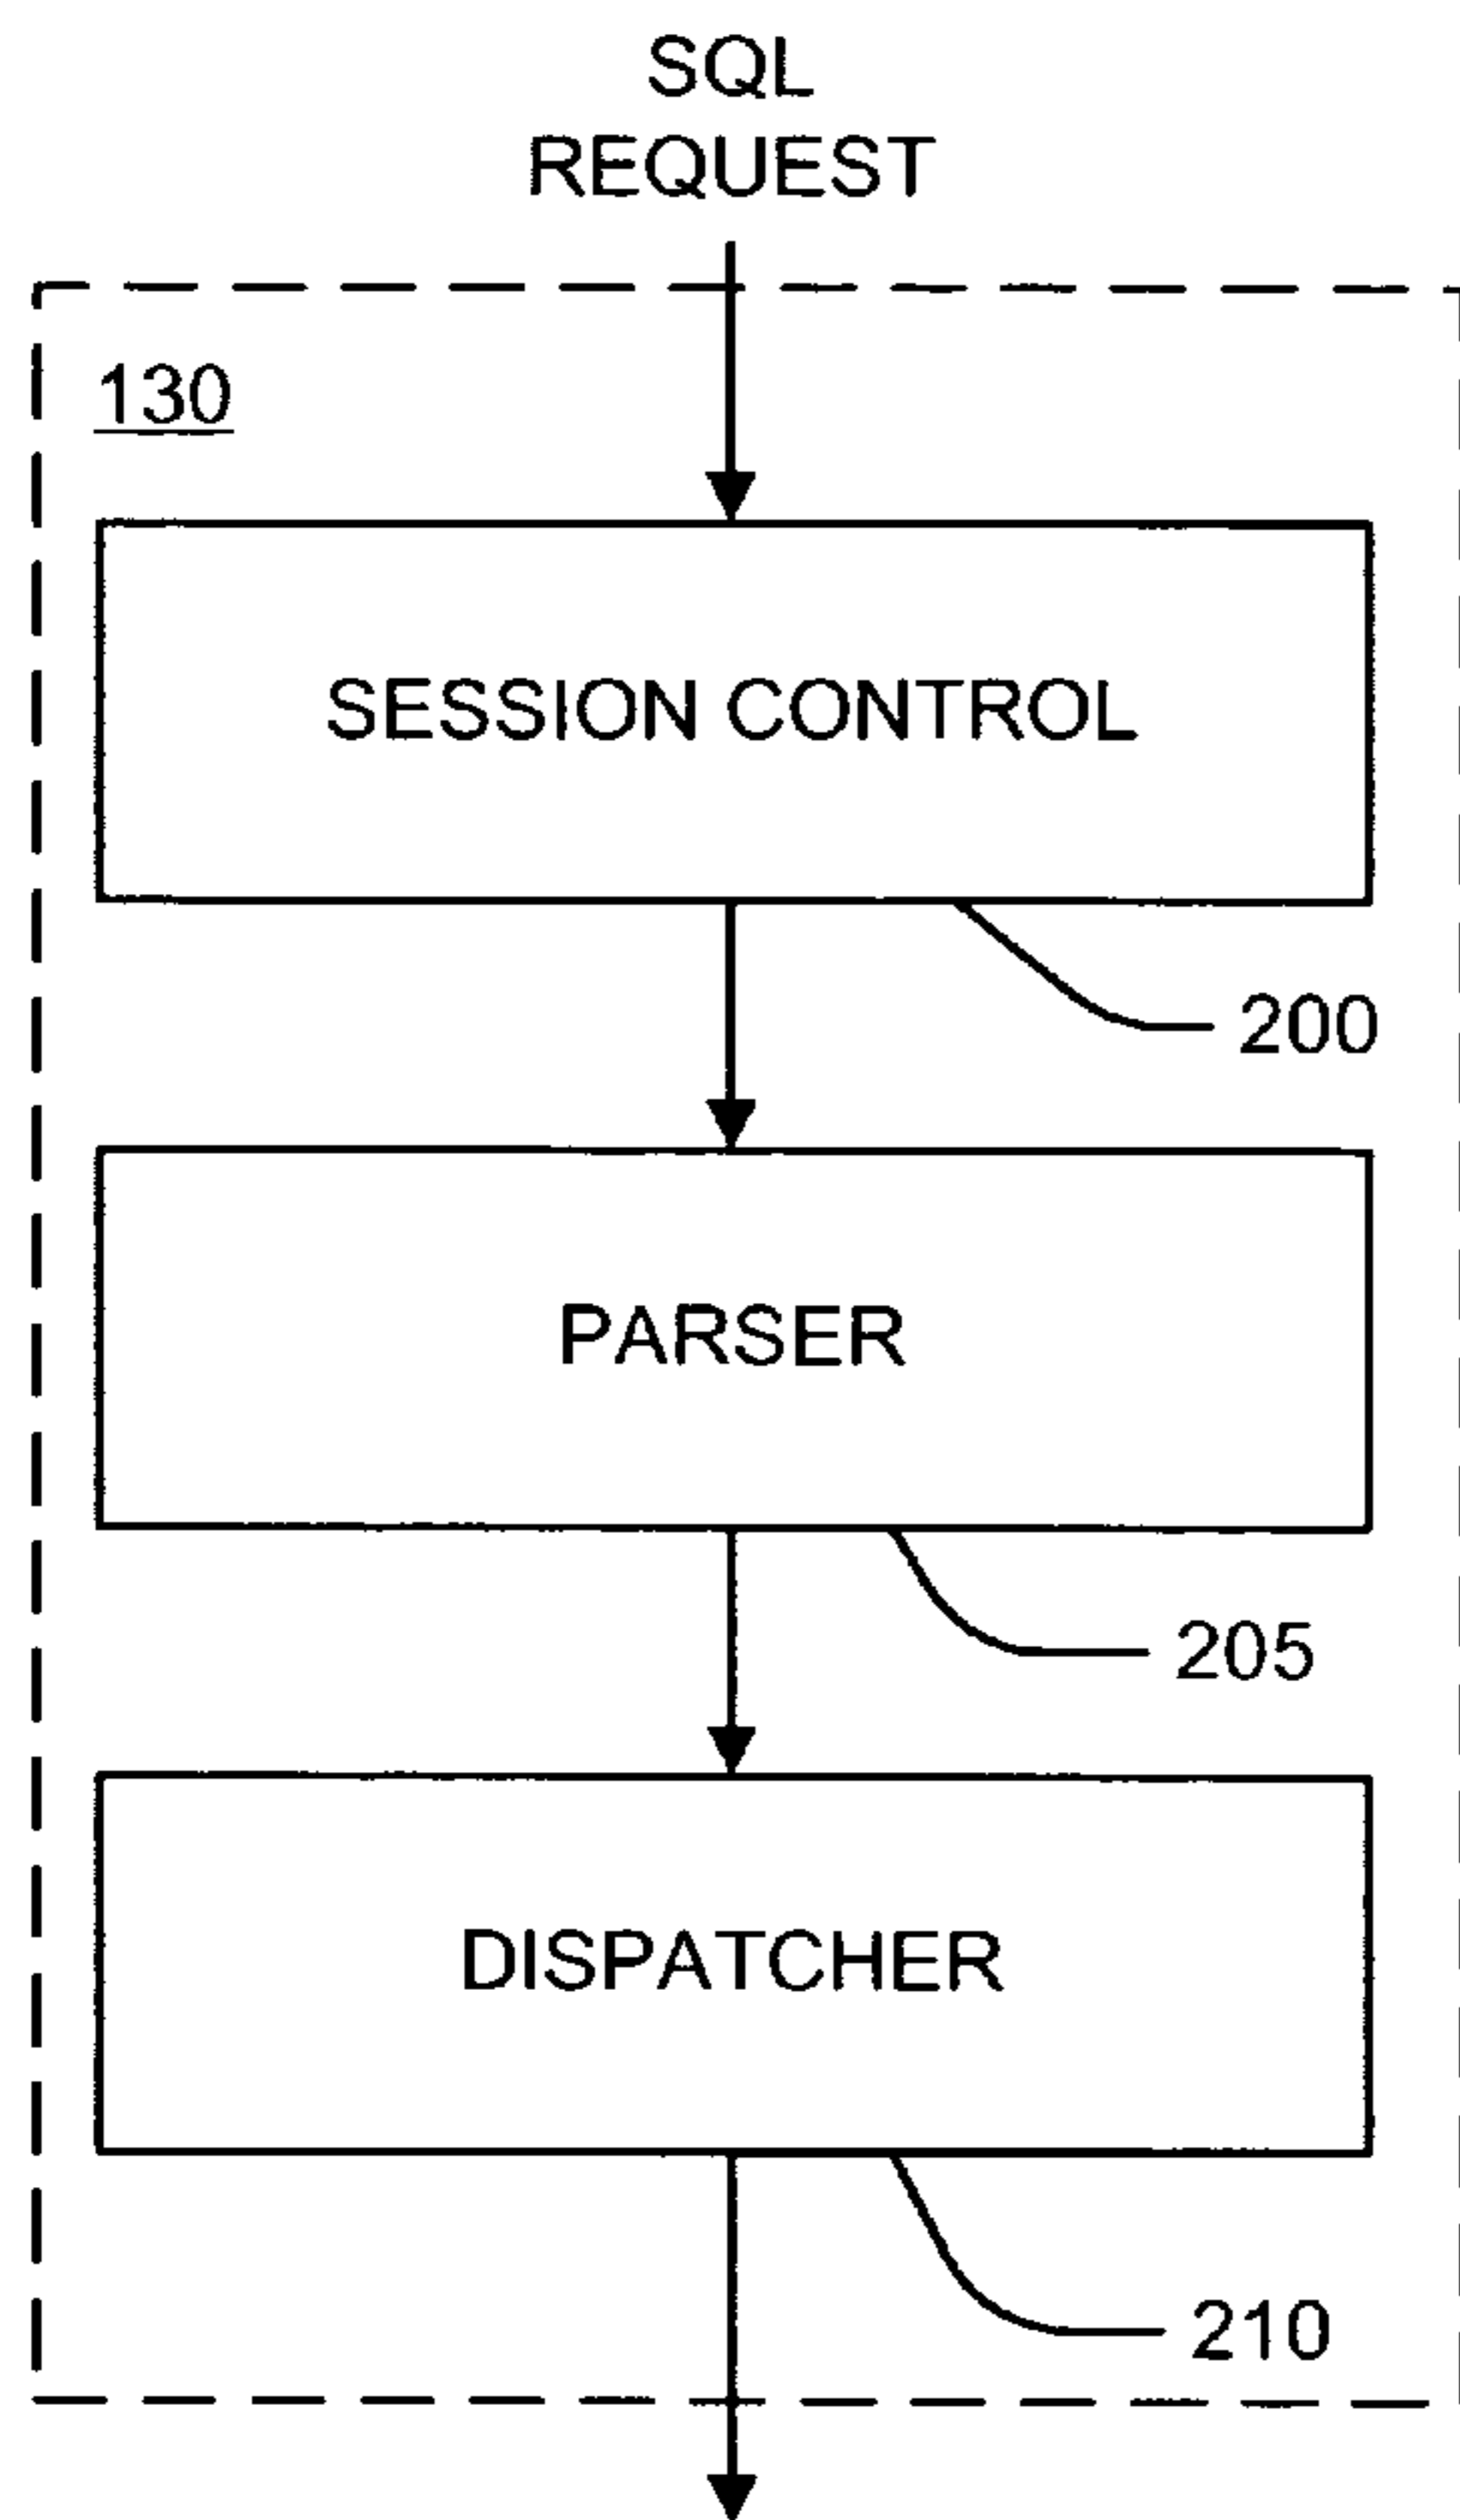 SQL
REQUEST
130
SESSION CONTROL
200
PARSER
205
DISPATCHER
210